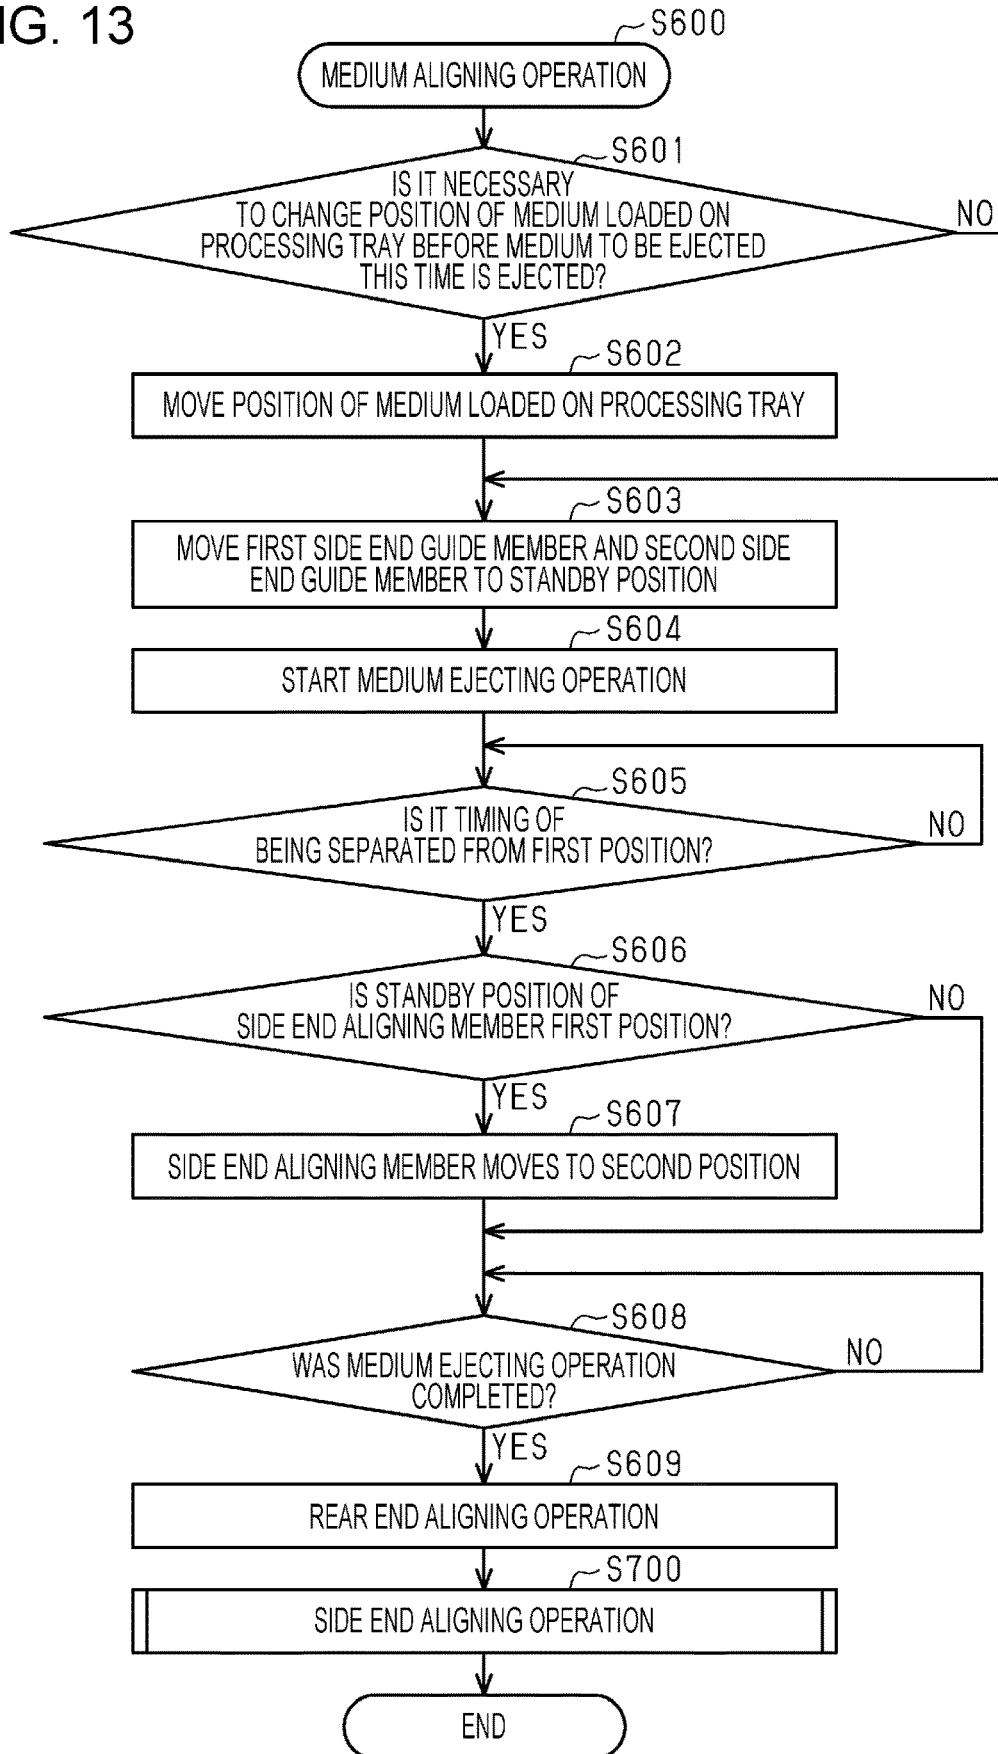 IG. 13
S600
MEDIUM ALIGNING OPERATION
S601
IS IT NECESSARY
TO CHANGE POSITION OF MEDIUM LOADED ON
PROCESSING TRAY BEFORE MEDIUM TO BE EJECTED
THIS TIME IS EJECTED?
NO
YES
S602
MOVE POSITION OF MEDIUM LOADED ON PROCESSING TRAY
S603
MOVE FIRST SIDE END GUIDE MEMBER AND SECOND SIDE
END GUIDE MEMBER TO STANDBY POSITION
S604
START MEDIUM EJECTING OPERATION
S605
IS IT TIMING OF
BEING SEPARATED FROM FIRST POSITION?
NO
YES
S606
IS STANDBY POSITION OF
SIDE END ALIGNING MEMBER FIRST POSITION?
NO
YES
S607
SIDE END ALIGNING MEMBER MOVES TO SECOND POSITION
S608
WAS MEDIUM EJECTING OPERATION
COMPLETED?
NO
YES
S609
REAR END ALIGNING OPERATION
S700
SIDE END ALIGNING OPERATION
END